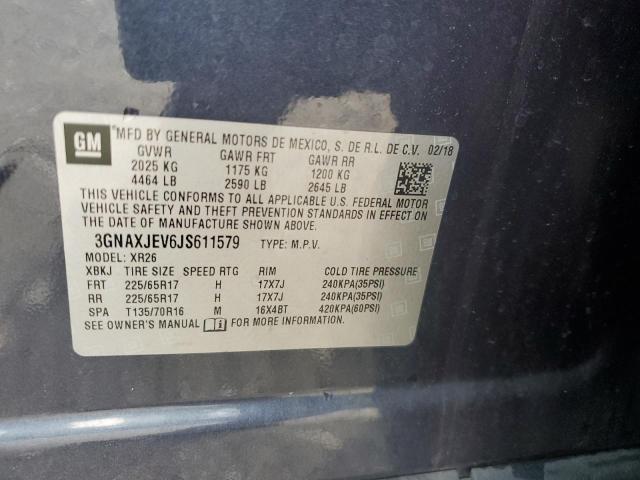 GM MFD BY GENERAL MOTORS DE MEXICO, S. DE R.L. DE C.V. 02/18
GVWR GAWR FRT GAWR RR
2025 KG 1175 KG 1200 KG
4464 LB 2590 LB 2645 LB
THIS VEHICLE CONFORMS TO ALL APPLICABLE U.S. FEDERAL MOTOR
VEHICLE SAFETY AND THEFT PREVENTION STANDARDS IN EFFECT ON
THE DATE OF MANUFACTURE SHOWN ABOVE.
3GNAXJEV6JS611579 TYPE: M.P.V.
MODEL: XR26
XBKJ TIRE SIZE SPEED RTG RIM COLD TIRE PRESSURE
FRT 225/65R17 H 17X7J 240KPA(35PSI)
RR 225/65R17 H 17X7J 240KPA(35PSI)
SPA T135/70R16 M 16X4BT 420KPA(60PSI)
SEE OWNER'S MANUAL FOR MORE INFORMATION.